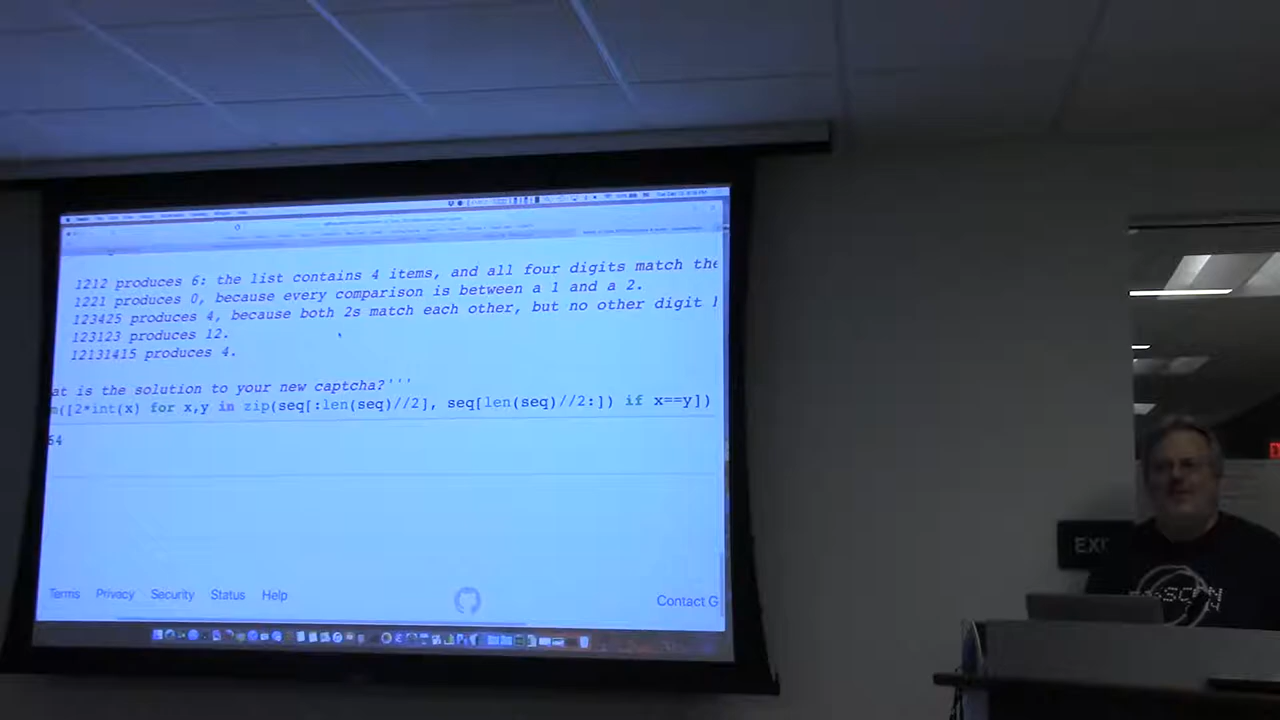 1212 produces 6: the list contains 4 items, and all four digits match the
1221 produces 0, because every comparison is between a 1 and a 2.
123425 produces 4, because both 2s match each other, but no other digit
123123 produces 12.
12131415 produces 4.
at is the solution to your new captcha?'''
m([2*int(x) for x,y in zip(seq[:len(seq)//2], seq[len(seq)//2:]) if x==y])
64
Terms Privacy Security Status Help
Contact G
EXI